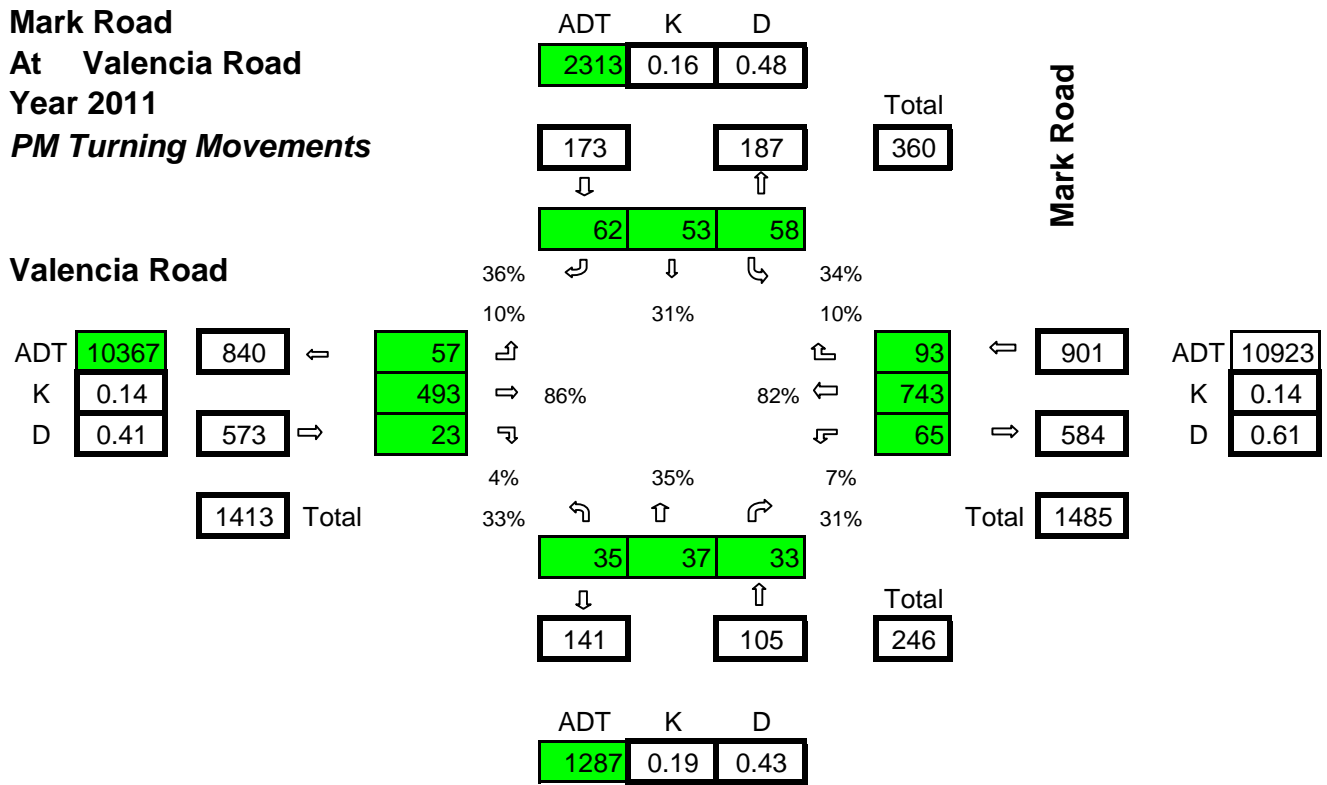 Mark Road
ADT K D
At Valencia Road
2313 0.16 0.48
Year 2011
Total
Mark Road
PM Turning Movements
173 187 360
⇩ ⇧
62 53 58
Valencia Road
36% ⇩ 34%
10% 31% 10%
ADT 10367 840 ⇦ 57 93 ⇦ 901 ADT 10923
K 0.14 493 ⇨ 86% 82% ⇦ 743 K 0.14
D 0.41 573 ⇨ 23 65 ⇨ 584 D 0.61
4% 35% 7%
1413 Total 33% ⇧ 31% Total 1485
35 37 33
⇩ ⇧ Total
141 105 246
ADT K D
1287 0.19 0.43